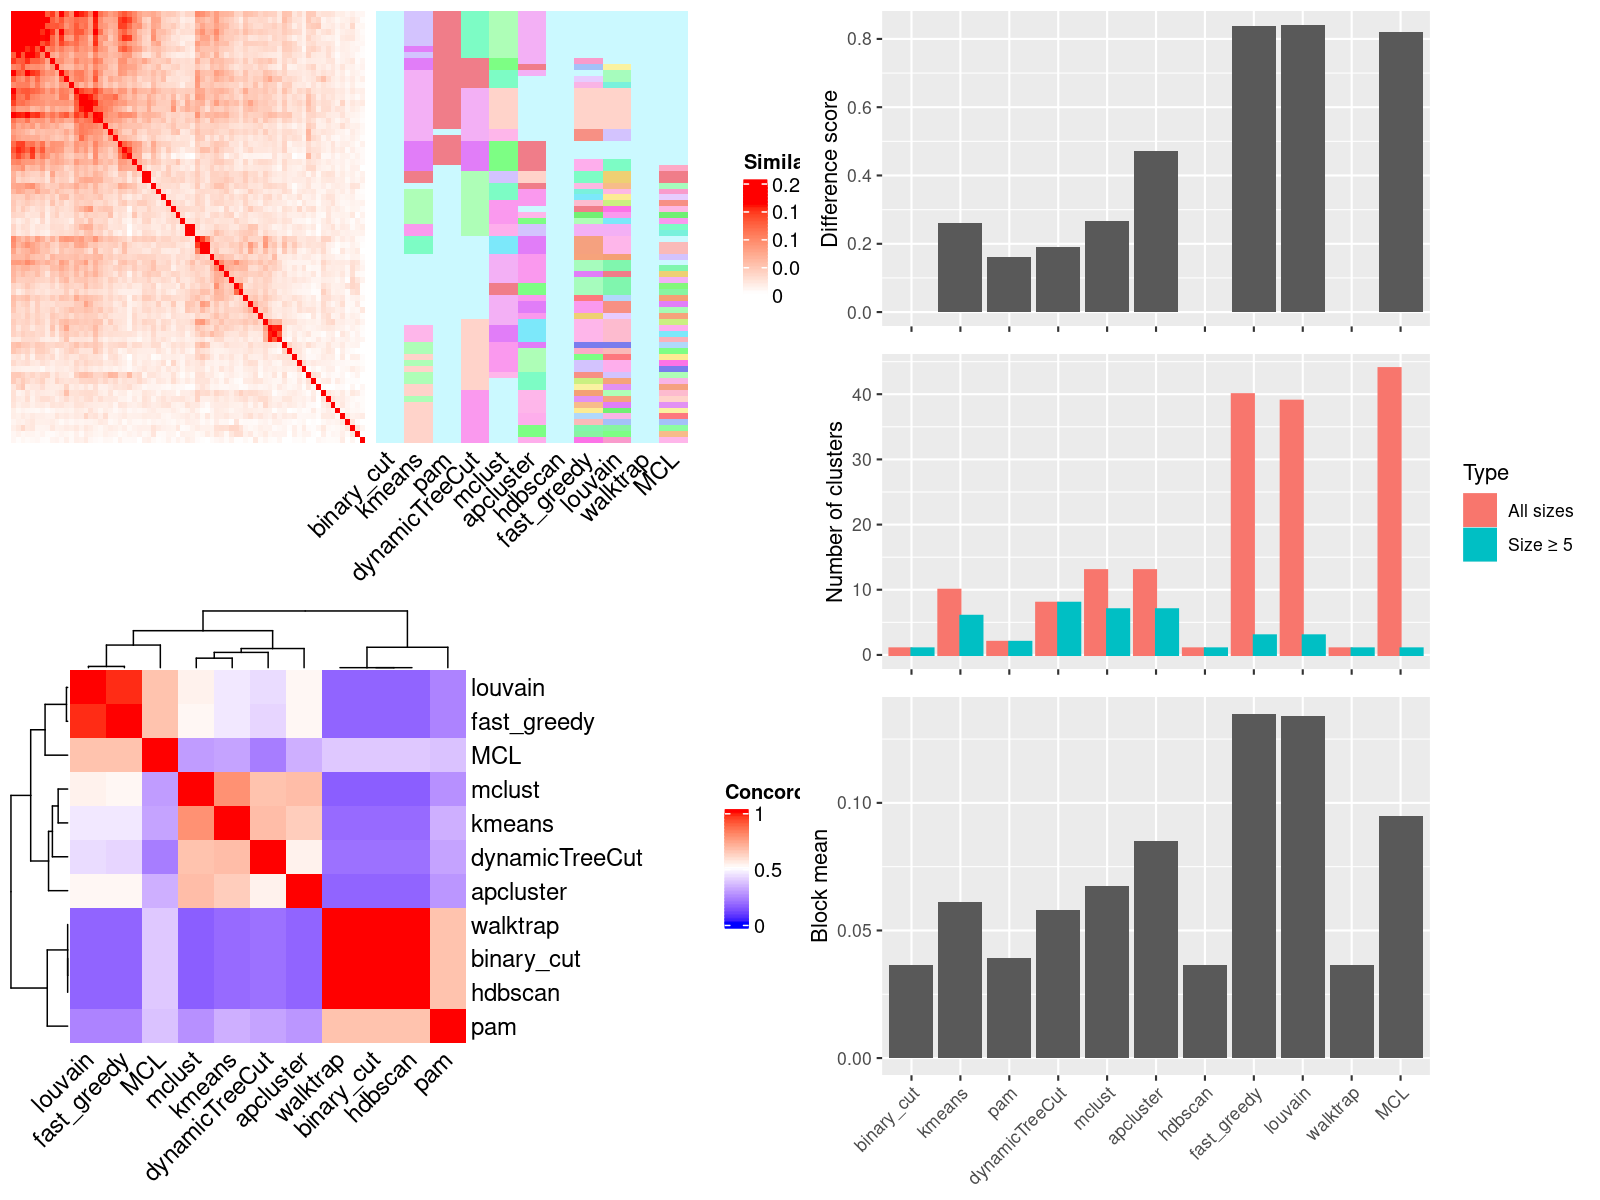 Simila
0.2
0.1
0.1
0.0
0
binary_cut
kmeans
pam
dynamicTreeCut
mclust
apcluster
hdbscan
fast_greedy
louvain
walktrap
MCL
louvain
fast_greedy
MCL
mclust
kmeans
dynamicTreeCut
apcluster
walktrap
binary_cut
hdbscan
pam
louvain
fast_greedy
MCL
mclust
kmeans
dynamicTreeCut
apcluster
walktrap
binary_cut
hdbscan
pam
Concord
1
0.5
0
Difference score
0.8
0.6
0.4
0.2
0.0
Number of clusters
40
30
20
10
0
Type
All sizes
Size ≥ 5
Block mean
0.10
0.05
0.00
binary_cut
kmeans
pam
dynamicTreeCut
mclust
apcluster
hdbscan
fast_greedy
louvain
walktrap
MCL